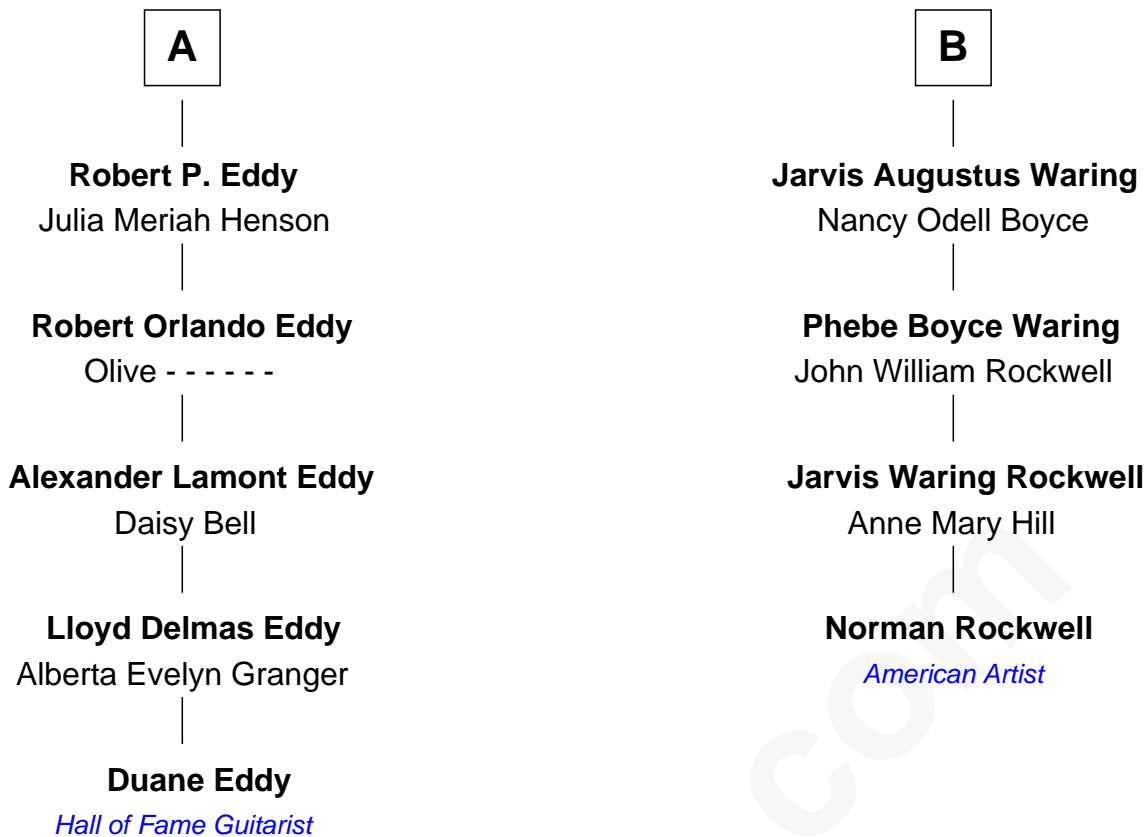 A
Robert P. Eddy
Julia Meriah Henson
Robert Orlando Eddy
Olive - - - - - -
Alexander Lamont Eddy
Daisy Bell
Lloyd Delmas Eddy
Alberta Evelyn Granger
Duane Eddy
Hall of Fame Guitarist
B
Jarvis Augustus Waring
Nancy Odell Boyce
Phebe Boyce Waring
John William Rockwell
Jarvis Waring Rockwell
Anne Mary Hill
Norman Rockwell
American Artist
com